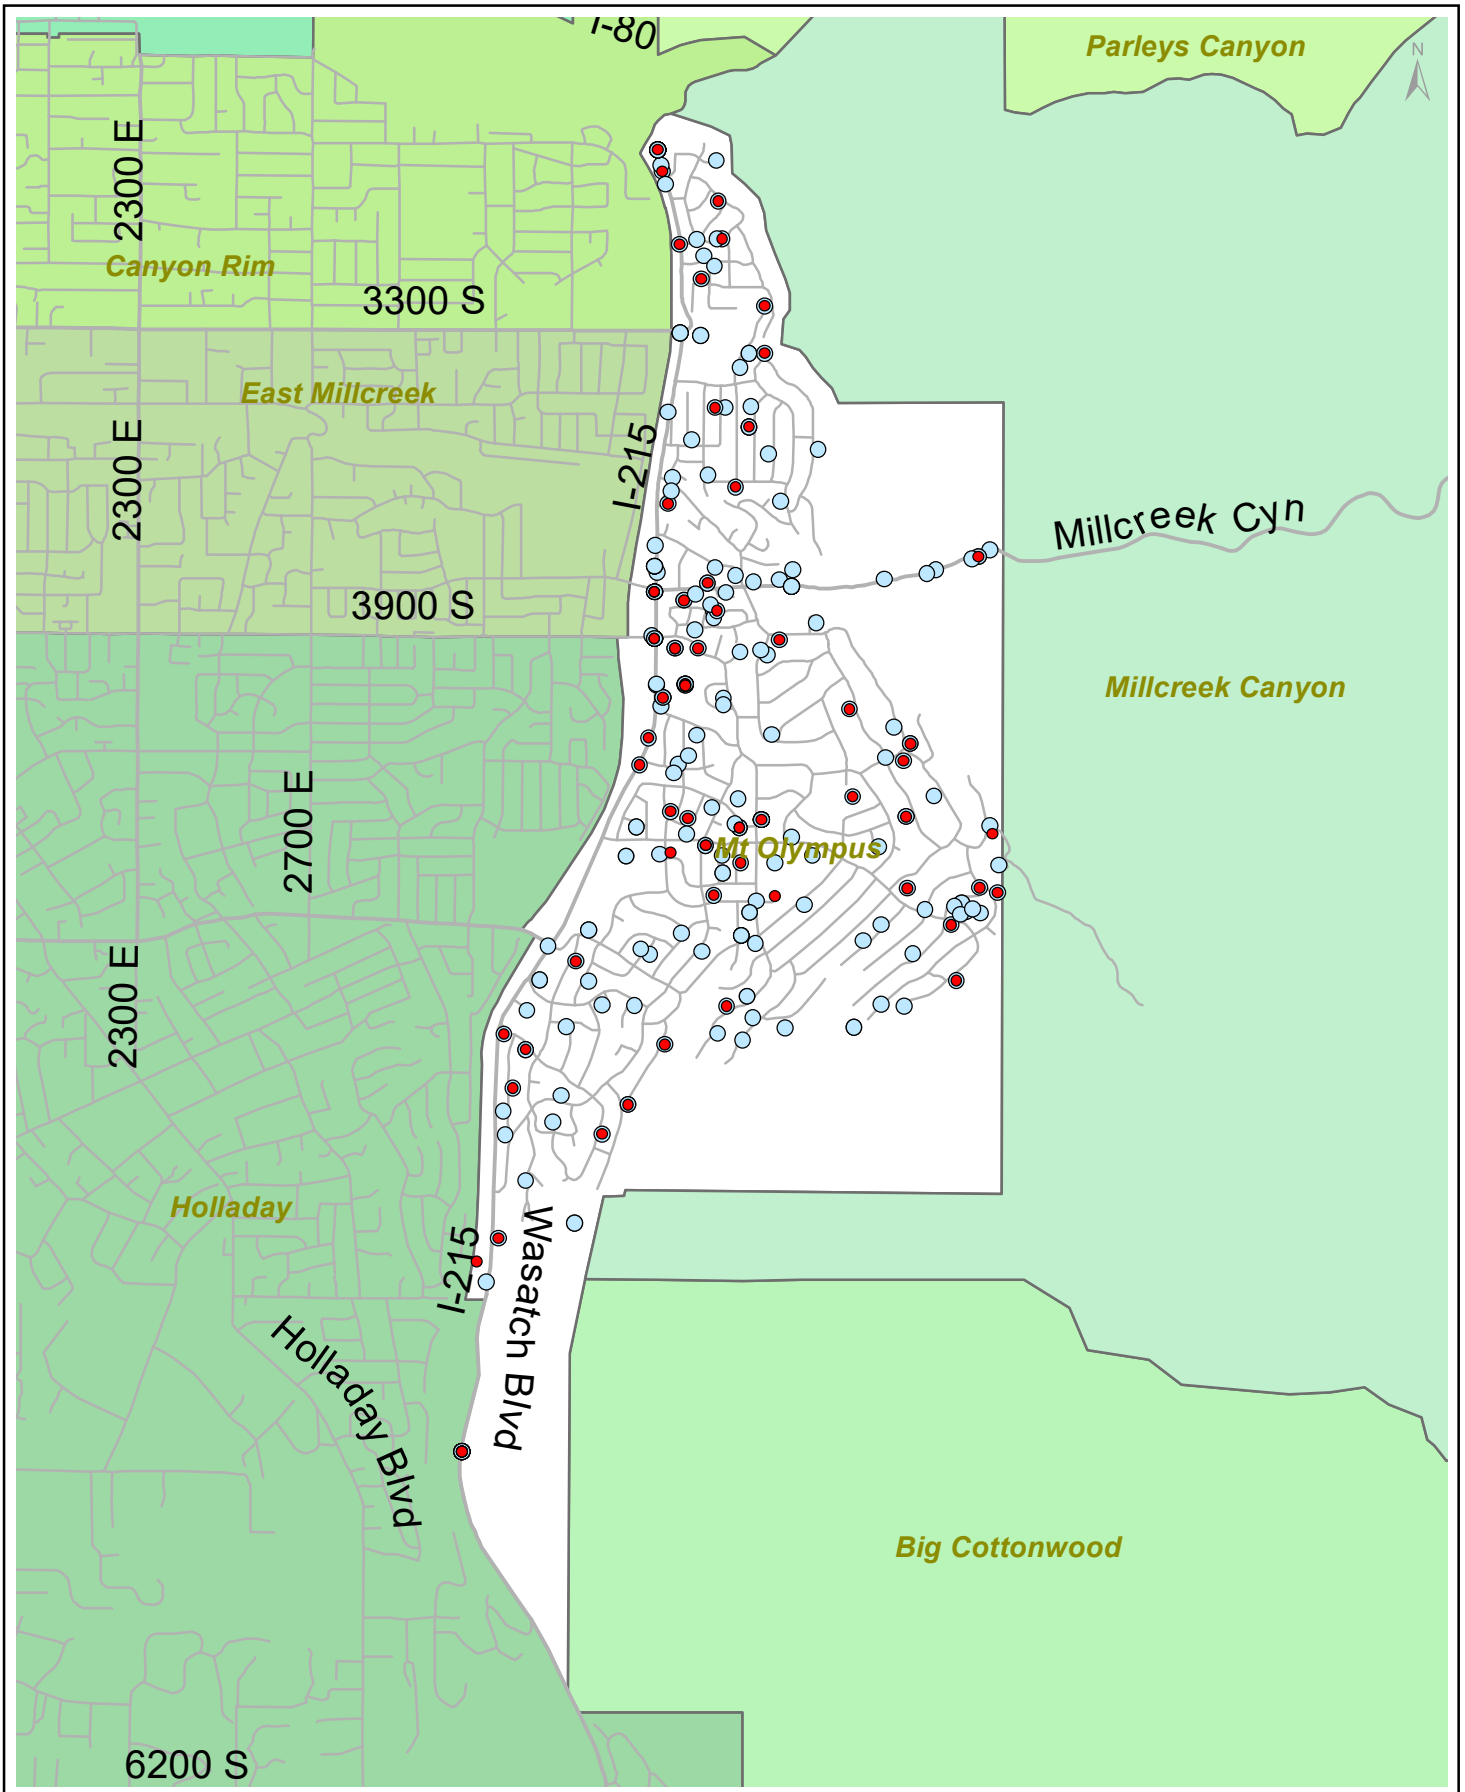 I-80
Parleys Canyon
N
2300 E
Canyon Rim
3300 S
East Millcreek
2300 E
I-215
Millcreek Cyn
3900 S
Millcreek Canyon
2700 E
Mt Olympus
2300 E
Holladay
I-215
Wasatch Blvd
Holladay Blvd
Big Cottonwood
6200 S